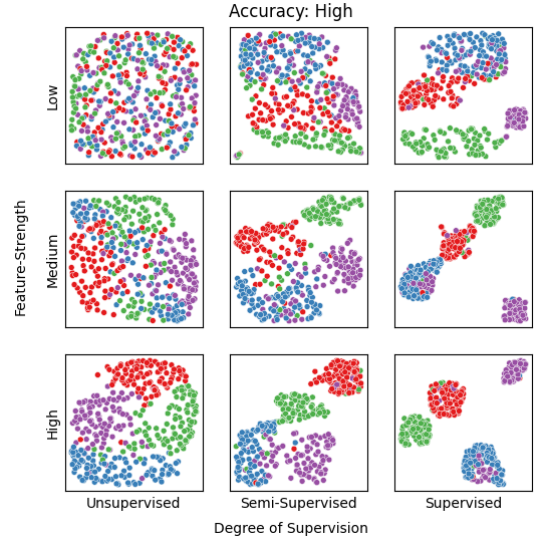 Accuracy: High
Low
Medium
High
Feature-Strength
Unsupervised
Semi-Supervised
Supervised
Degree of Supervision